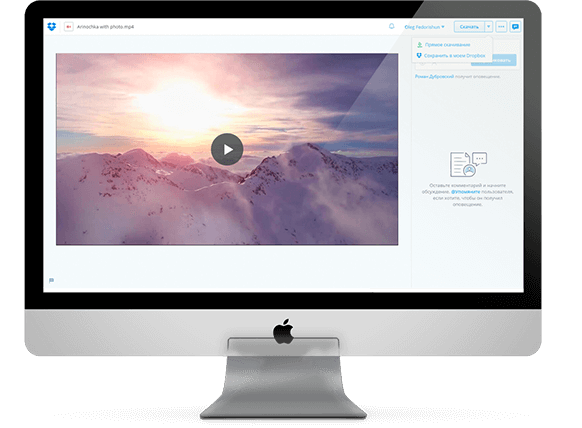 Arinochka with photo.mp4
Oleg Fedorishin
Скачать
Прямое скачивание
Сохранить в моем Dropbox
Роман Дубровский получил оповещение
Оставьте комментарий и начните
обсуждение. @Упомяните пользователя,
если хотите, чтобы он получил
оповещение.